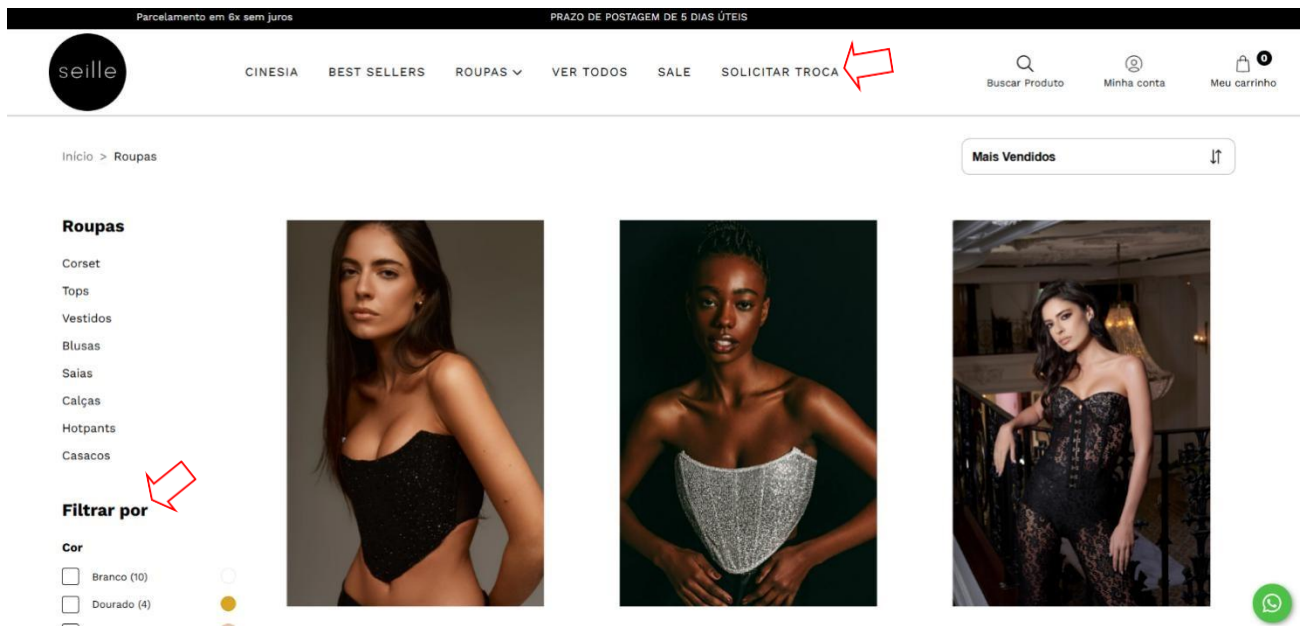 Parcelamento em 6x sem juros
PRAZO DE POSTAGEM DE 5 DIAS ÚTEIS
seille
CINESIA
BEST SELLERS
ROUPAS
VER TODOS
SALE
SOLICITAR TROCA
Buscar Produto
Minha conta
0
Meu carrinho
Início > Roupas
Mais Vendidos
Roupas
Corset
Tops
Vestidos
Blusas
Saias
Calças
Hotpants
Casacos
Filtrar por
Cor
Branco (10)
Dourado (4)